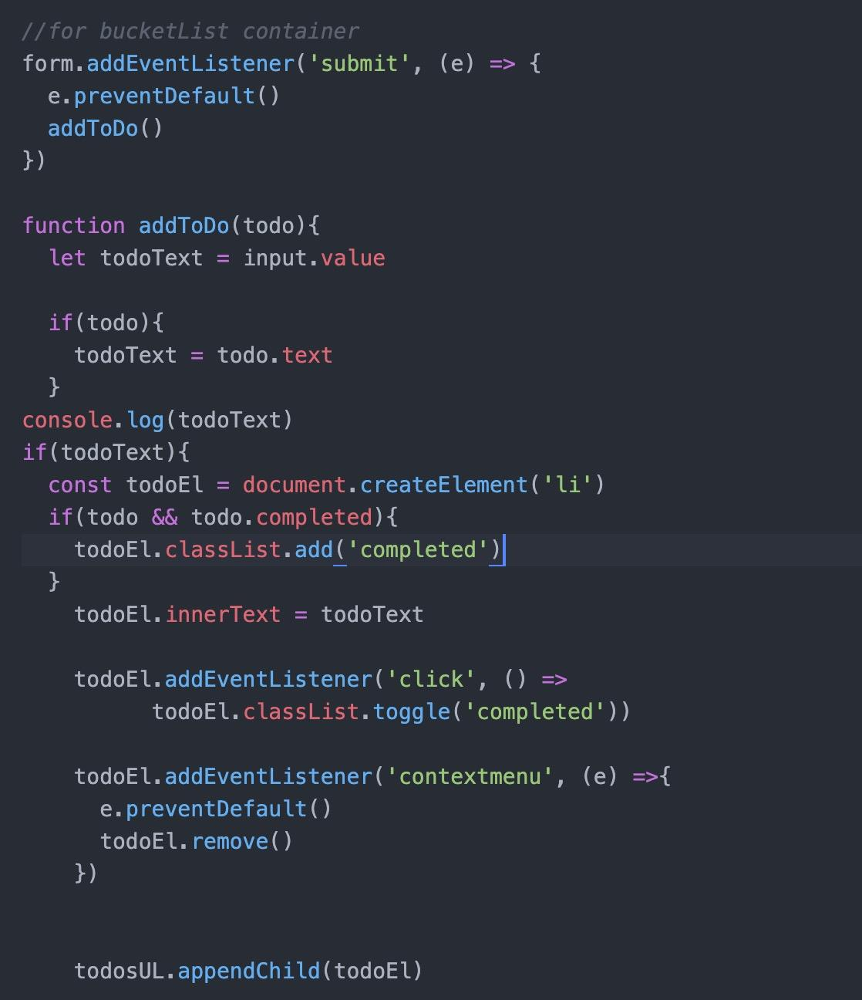 //for bucketList container
form.addEventListener('submit', (e) => {
  e.preventDefault()
  addToDo()
})

function addToDo(todo){
  let todoText = input.value

  if(todo){
    todoText = todo.text
  }
console.log(todoText)
if(todoText){
  const todoEl = document.createElement('li')
  if(todo && todo.completed){
    todoEl.classList.add('completed')
  }
    todoEl.innerText = todoText

    todoEl.addEventListener('click', () =>
          todoEl.classList.toggle('completed'))

    todoEl.addEventListener('contextmenu', (e) =>{
      e.preventDefault()
      todoEl.remove()
    })


    todosUL.appendChild(todoEl)